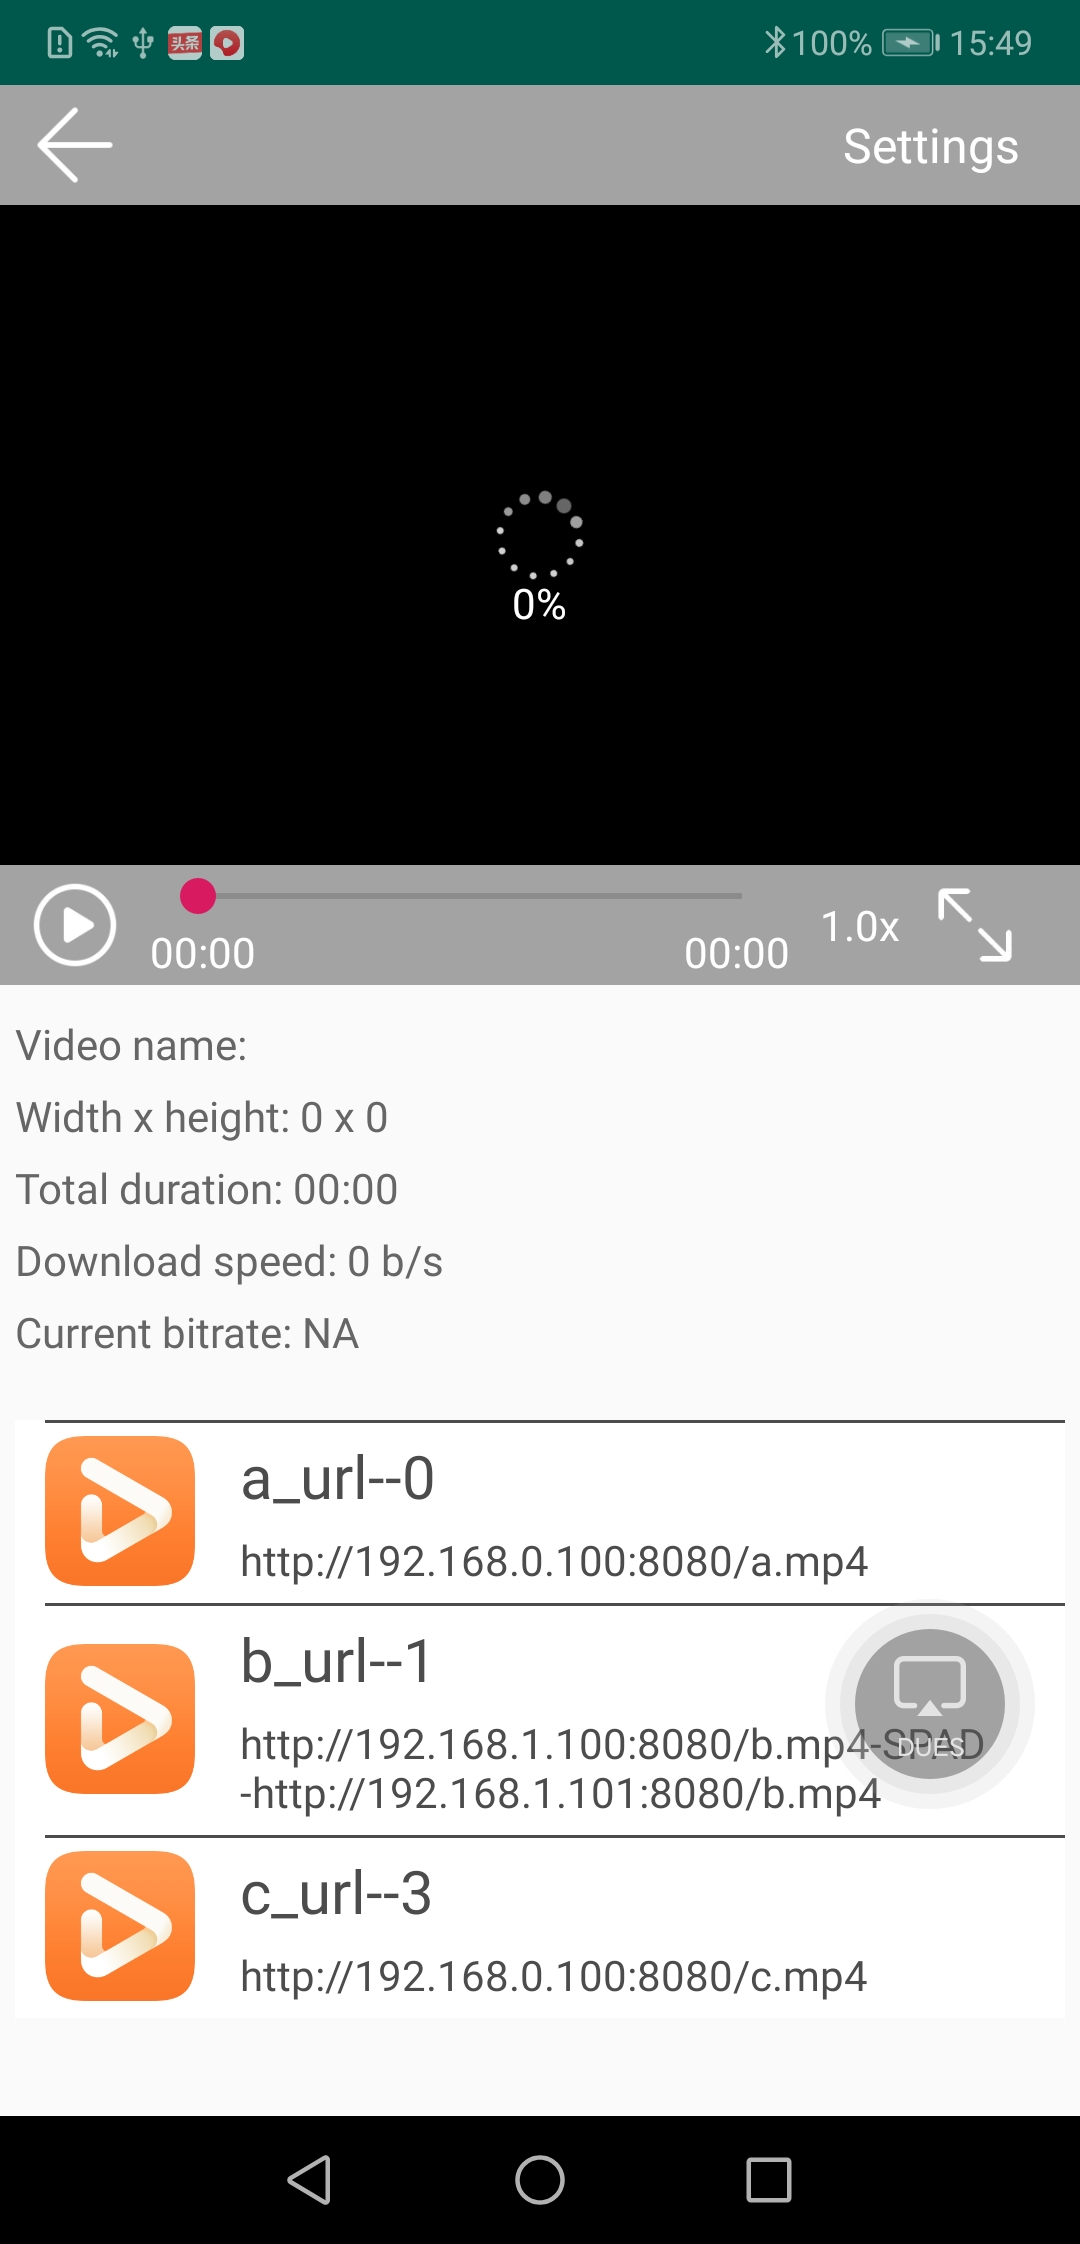 头条
100%
15:49
Settings
0%
00:00
00:00
1.0x
Video name:
Width x height: 0 x 0
Total duration: 00:00
Download speed: 0 b/s
Current bitrate: NA
a_url--0
http://192.168.0.100:8080/a.mp4
b_url--1
http://192.168.1.100:8080/b.mp4-SPAD
-http://192.168.1.101:8080/b.mp4
DUES
c_url--3
http://192.168.0.100:8080/c.mp4